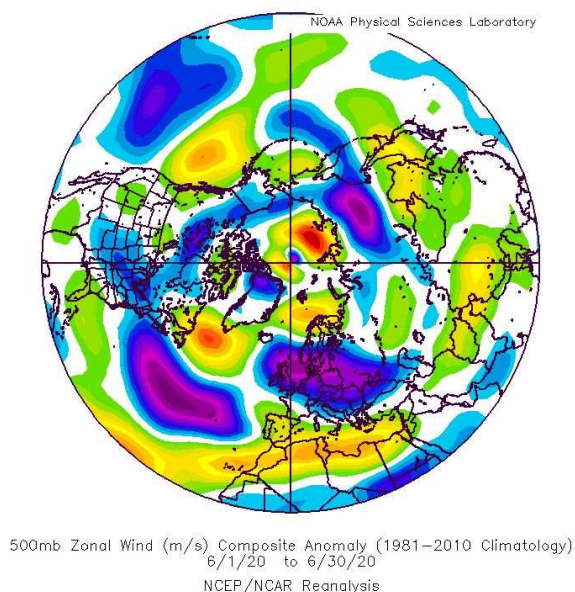 NOAA Physical Sciences Laboratory
500mb Zonal Wind (m/s) Composite Anomaly (1981-2010 Climatology)
6/1/20 to 6/30/20
NCEP/NCAR Reanalysis